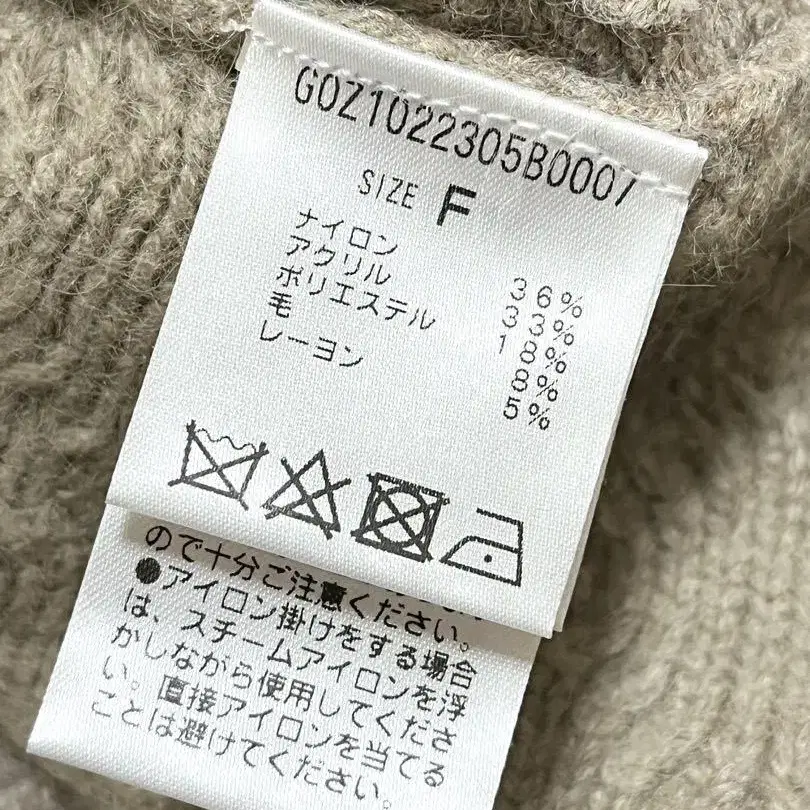 G0Z1022305B0007
SIZE F
ナイロン 36%
アクリル 33%
ポリエステル 18%
毛 8%
レーヨン 5%
ので十分ご注意ください。
●アイロン掛けをする場合
は、スチームアイロンを浮
かしながら使用してくださ
い。直接アイロンを当てる
ことは避けてください。